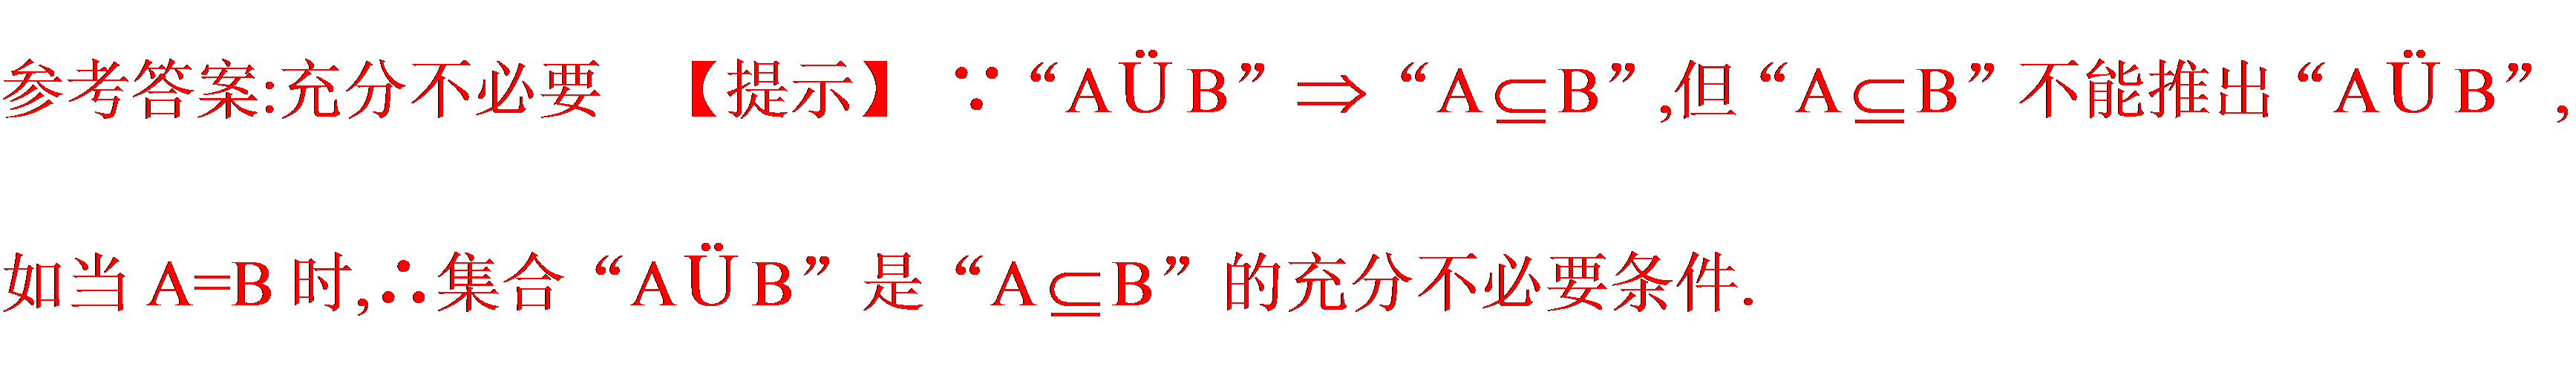 参考答案:充分不必要 【提示】 ∵“AÜB”⇒“A⊆B”,但“A⊆B”不能推出“AÜB”,
如当A=B时,∴集合“AÜB”是“A⊆B”的充分不必要条件.